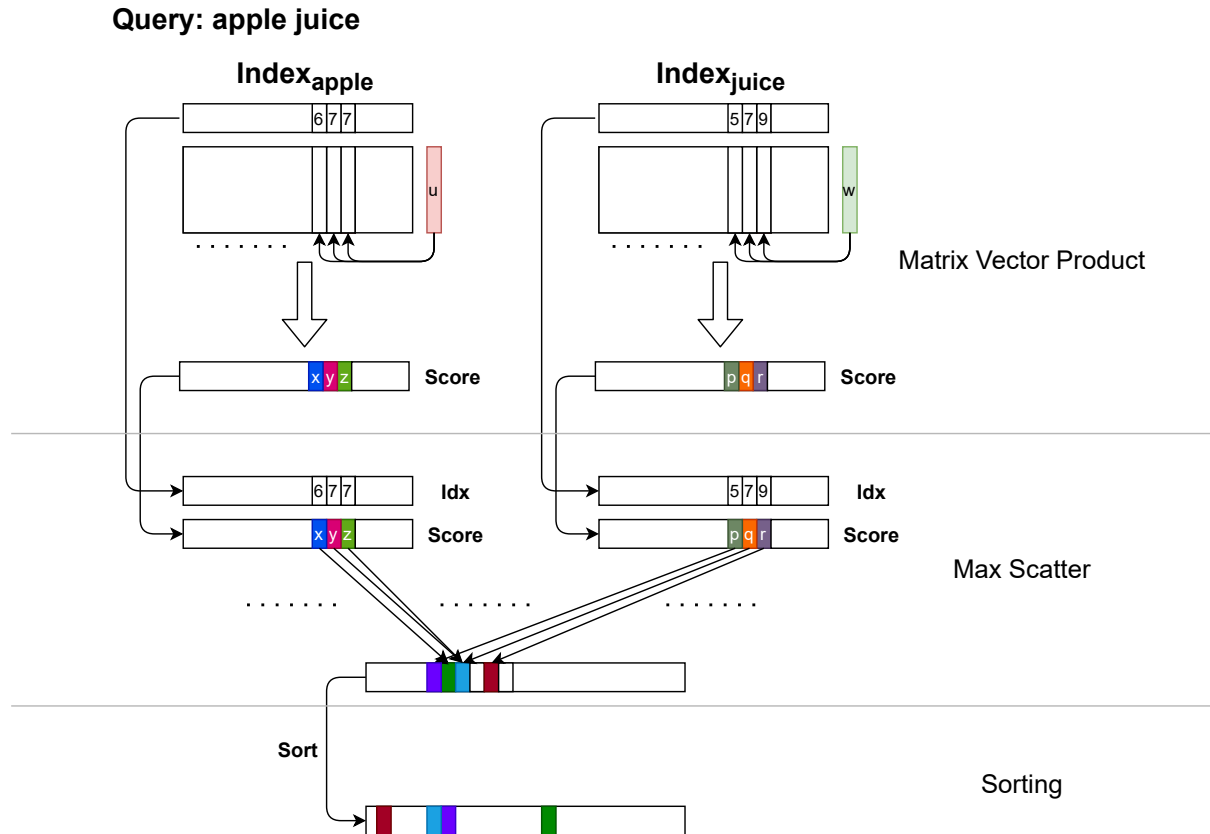 Query: apple juice
Index_apple Index_juice
6 7 7 5 7 9
u w
. . . . . . . . . . . . . .
Matrix Vector Product
x y z Score p q r Score
6 7 7 Idx 5 7 9 Idx
x y z Score p q r Score
Max Scatter
. . . . . . . . . . . . . . . . . . . . .
Sort
Sorting